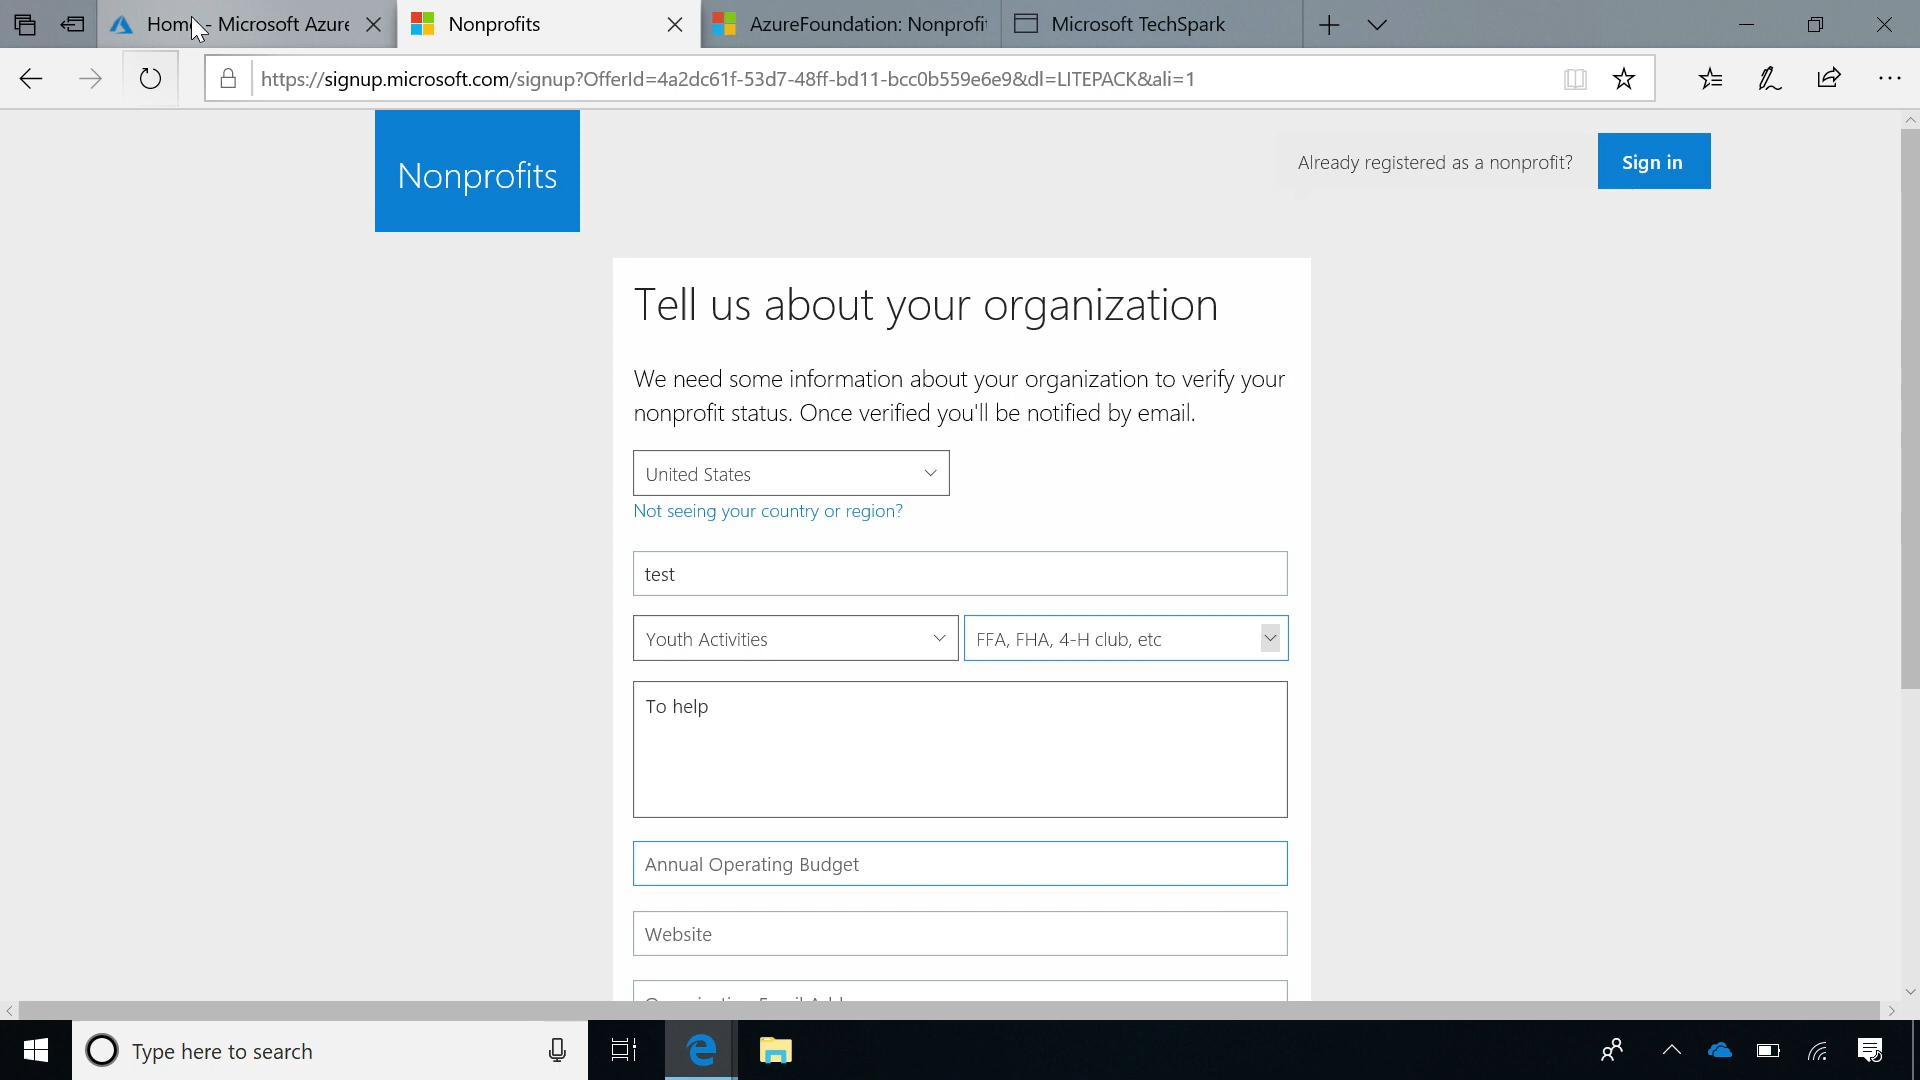 Hom - Microsoft Azure
Nonprofits
AzureFoundation: Nonprofi
Microsoft TechSpark
https://signup.microsoft.com/signup?OfferId=4a2dc61f-53d7-48ff-bd11-bcc0b559e6e9&dl=LITEPACK&ali=1
Nonprofits
Already registered as a nonprofit?
Sign in
Tell us about your organization
We need some information about your organization to verify your
nonprofit status. Once verified you'll be notified by email.
United States
Not seeing your country or region?
test
Youth Activities
FFA, FHA, 4-H club, etc
To help
Annual Operating Budget
Website
Type here to search